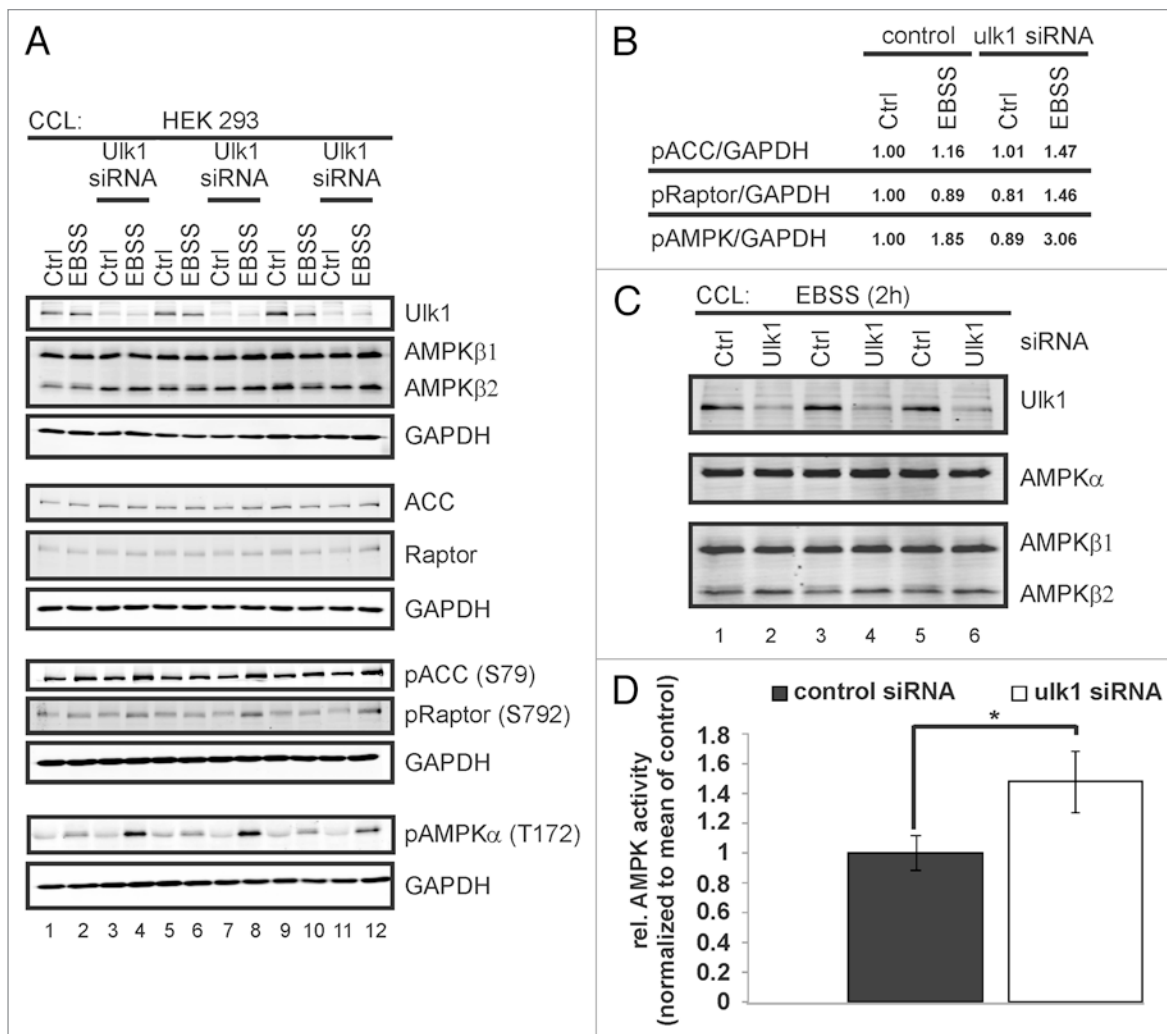 A
CCL: HEK 293
Ulk1 Ulk1 Ulk1
siRNA siRNA siRNA
Ctrl EBSS Ctrl EBSS Ctrl EBSS Ctrl EBSS Ctrl EBSS Ctrl EBSS
Ulk1
AMPKβ1
AMPKβ2
GAPDH
ACC
Raptor
GAPDH
pACC (S79)
pRaptor (S792)
GAPDH
pAMPKα (T172)
GAPDH
1 2 3 4 5 6 7 8 9 10 11 12
B
control ulk1 siRNA
Ctrl EBSS Ctrl EBSS
pACC/GAPDH 1.00 1.16 1.01 1.47
pRaptor/GAPDH 1.00 0.89 0.81 1.46
pAMPK/GAPDH 1.00 1.85 0.89 3.06
C
CCL: EBSS (2h)
Ctrl Ulk1 Ctrl Ulk1 Ctrl Ulk1 siRNA
Ulk1
AMPKα
AMPKβ1
AMPKβ2
1 2 3 4 5 6
D
control siRNA ulk1 siRNA
*
rel. AMPK activity
(normalized to mean of control)
1.8
1.6
1.4
1.2
1
0.8
0.6
0.4
0.2
0